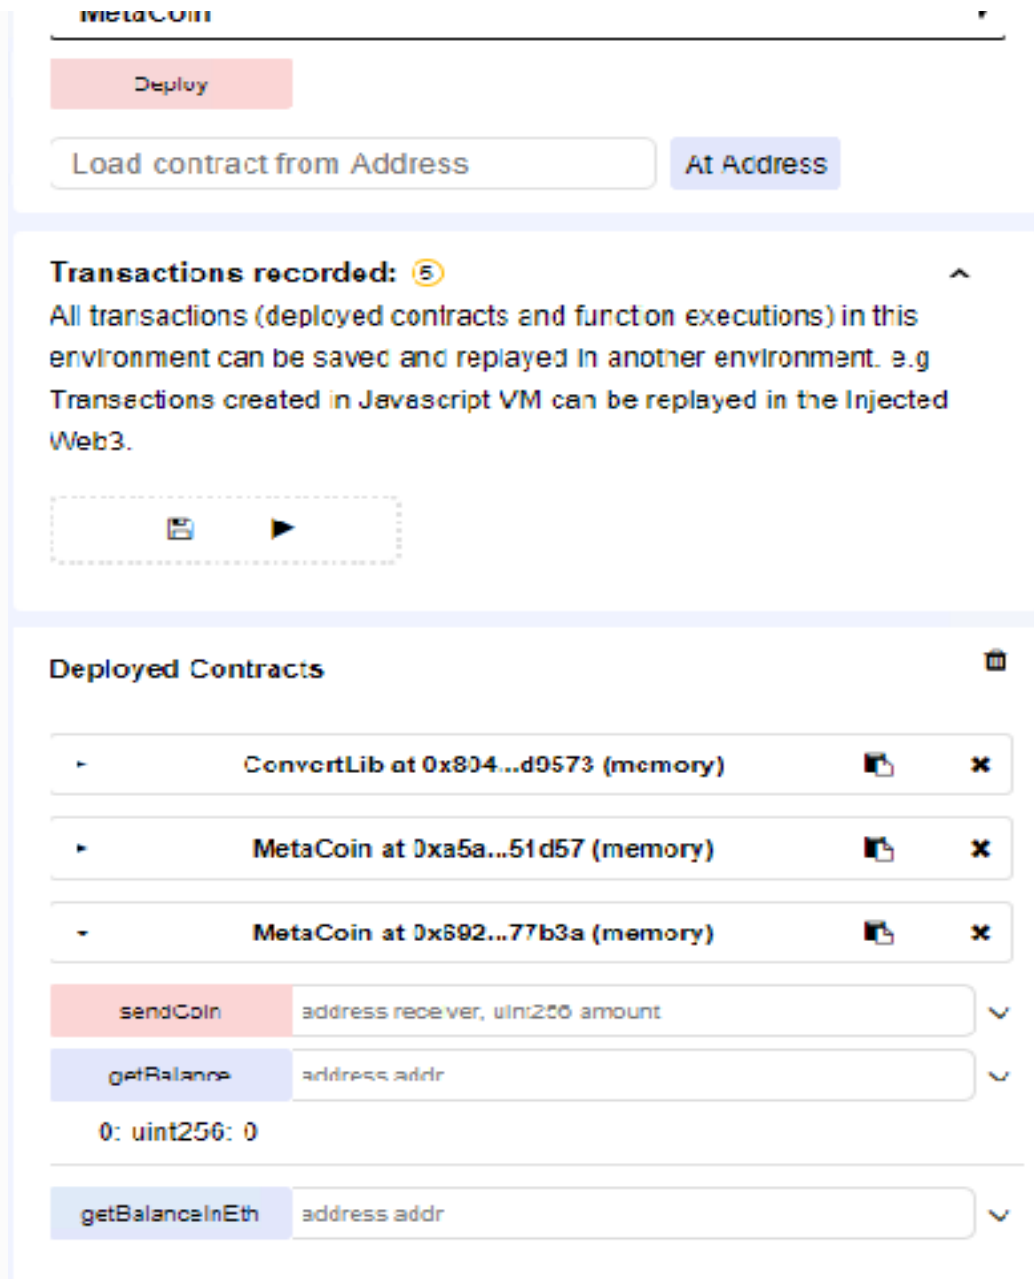 MetaCoin
Deploy
Load contract from Address
At Address
Transactions recorded: 5
All transactions (deployed contracts and function executions) in this
environment can be saved and replayed in another environment. e.g
Transactions created in Javascript VM can be replayed in the Injected
Web3.
Deployed Contracts
ConvertLib at 0x804...d9573 (memory)
MetaCoin at 0xa5a...51d57 (memory)
MetaCoin at 0x692...77b3a (memory)
sendCoin
address receiver, uint256 amount
getBalance
address addr
0: uint256: 0
getBalanceInEth
address addr